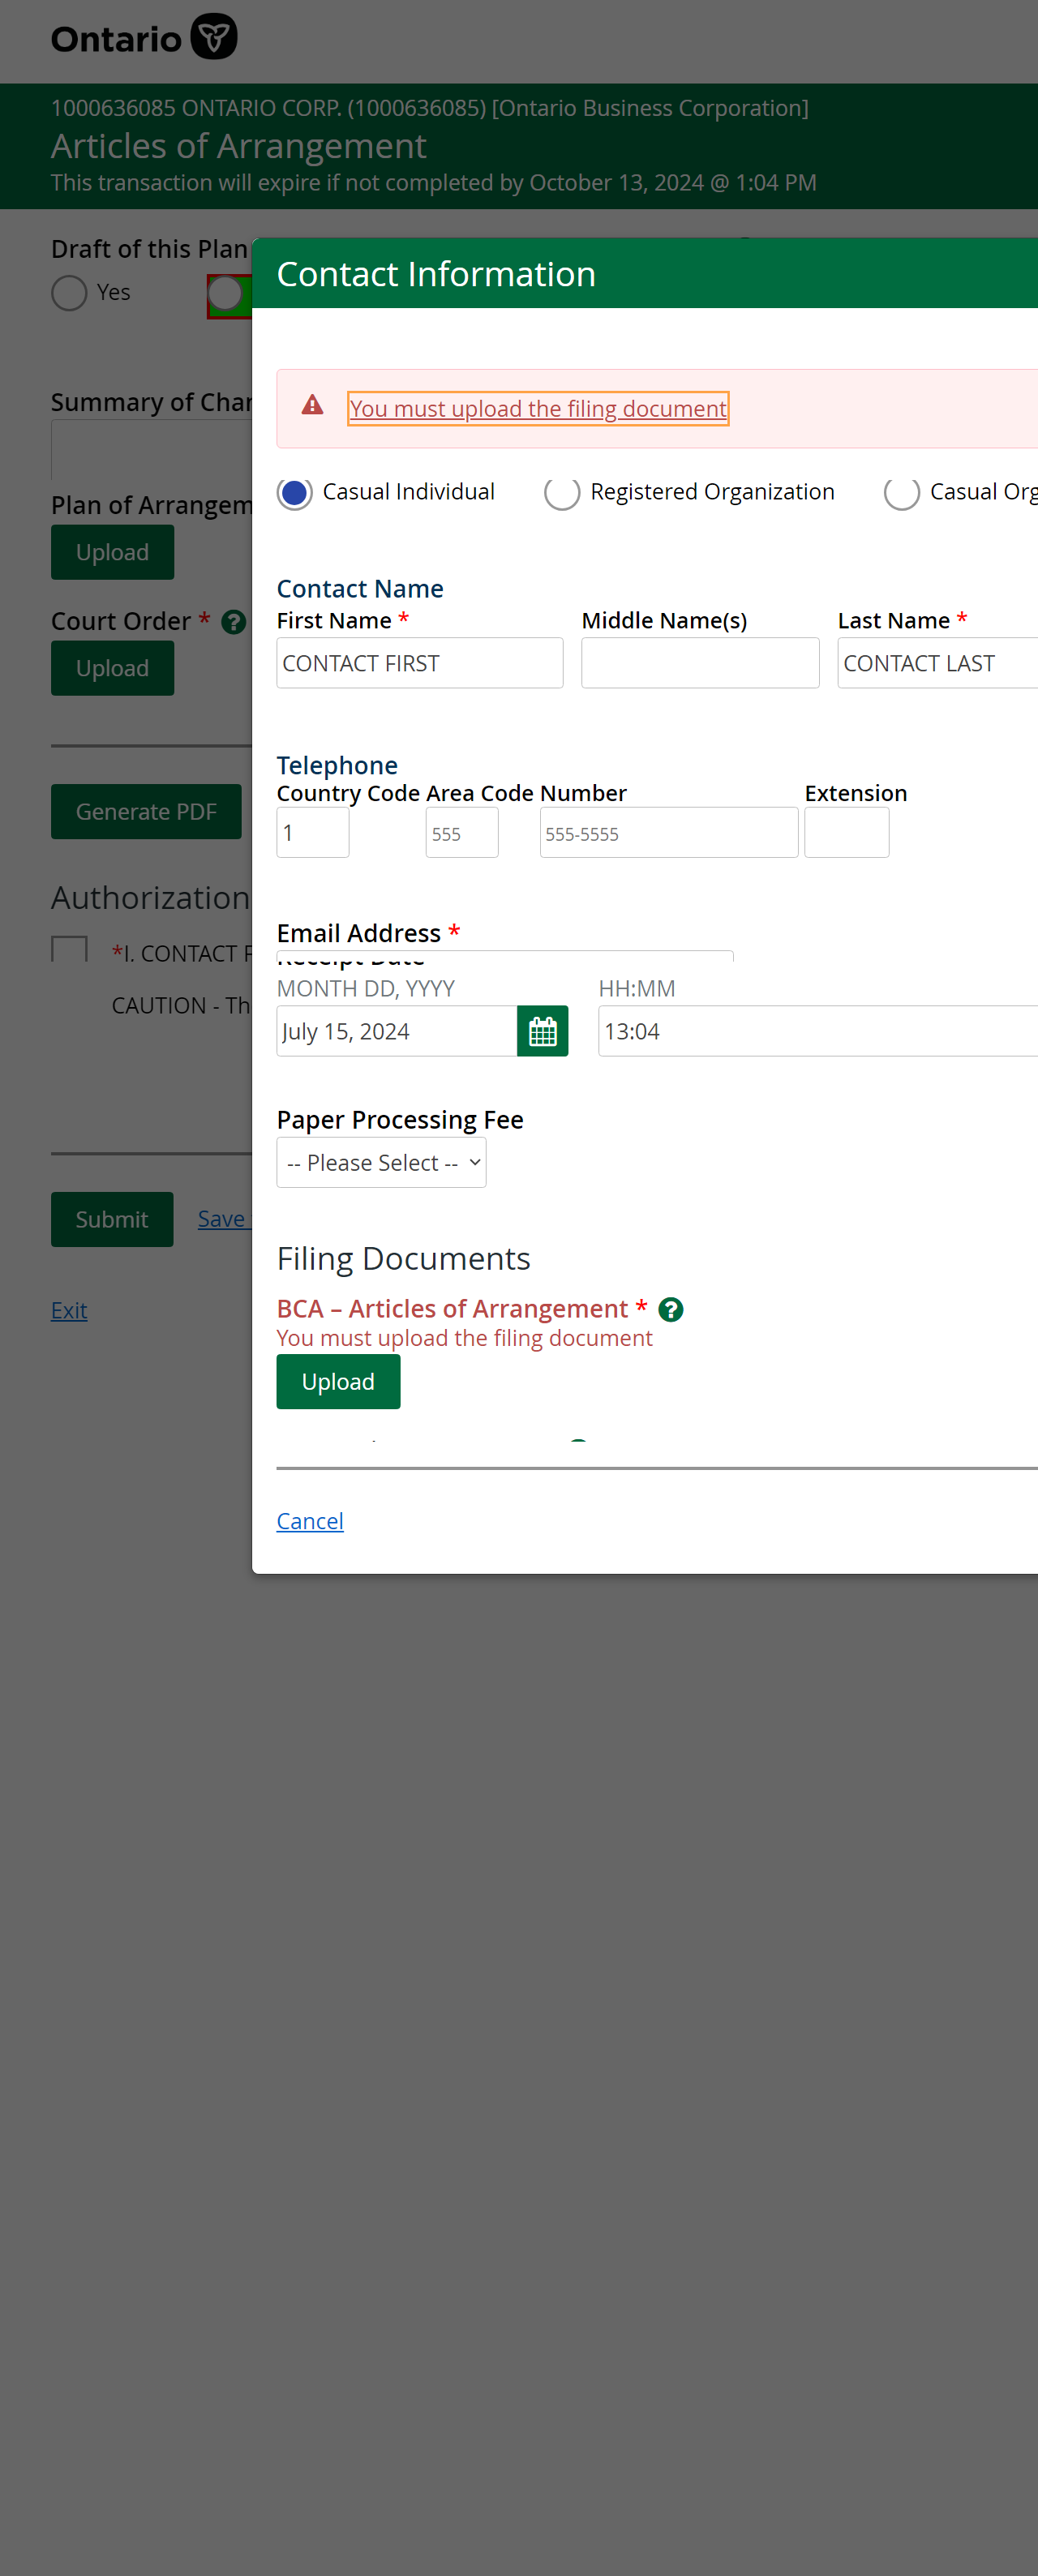 Ontario
1000636085 ONTARIO CORP. (1000636085) [Ontario Business Corporation]
Articles of Arrangement
This transaction will expire if not completed by October 13, 2024 @ 1:04 PM
Draft of this Plan
Yes
Summary of Char
Plan of Arrangem
Upload
Court Order *
Upload
Generate PDF
Authorization
*I, CONTACT F
CAUTION - Th
Submit
Save
Exit
Contact Information
You must upload the filing document
Casual Individual
Registered Organization
Casual Org
Contact Name
First Name *
Middle Name(s)
Last Name *
CONTACT FIRST
CONTACT LAST
Telephone
Country Code Area Code Number
Extension
1
555
555-5555
Email Address *
Receipt Date
MONTH DD, YYYY
HH:MM
July 15, 2024
13:04
Paper Processing Fee
-- Please Select --
Filing Documents
BCA – Articles of Arrangement *
You must upload the filing document
Upload
Cancel